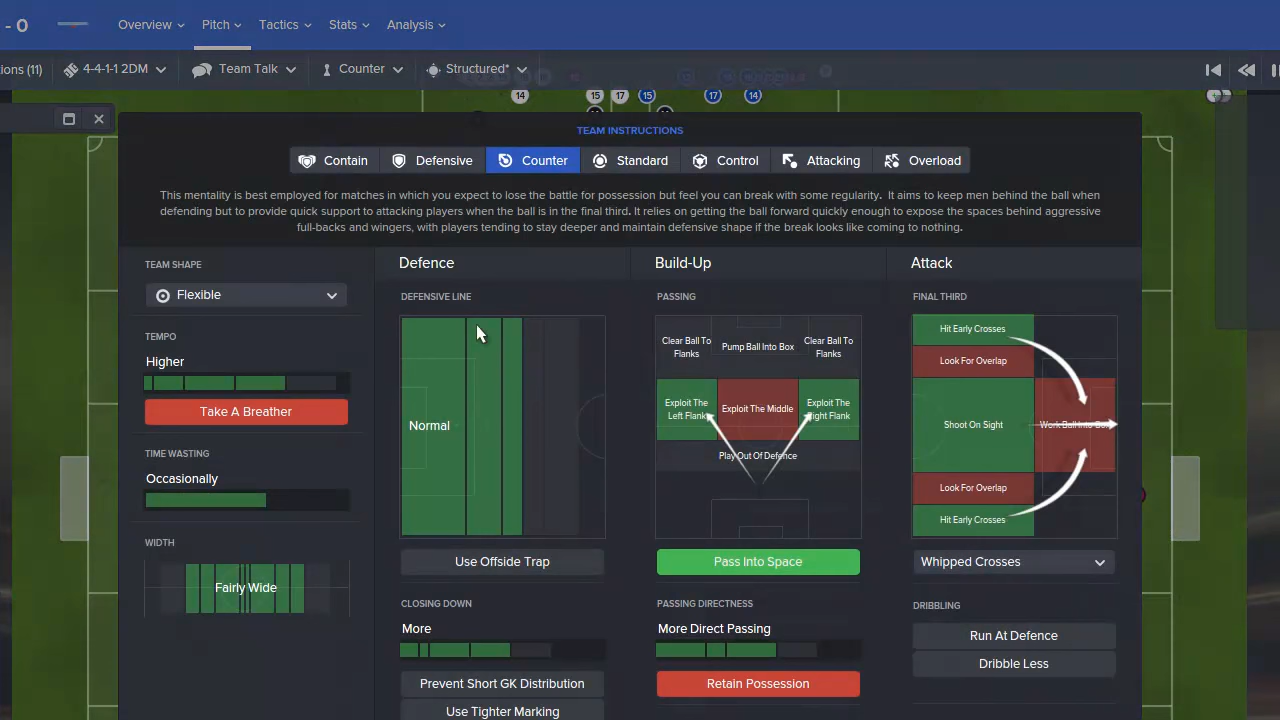 - 0
Overview
Pitch
Tactics
Stats
Analysis
ions (11)
4-4-1-1 2DM
Team Talk
Counter
Structured*
14
15
17
15
17
14
TEAM INSTRUCTIONS
Contain
Defensive
Counter
Standard
Control
Attacking
Overload
This mentality is best employed for matches in which you expect to lose the battle for possession but feel you can break with some regularity. It aims to keep men behind the ball when
defending but to provide quick support to attacking players when the ball is in the final third. It relies on getting the ball forward quickly enough to expose the spaces behind aggressive
full-backs and wingers, with players tending to stay deeper and maintain defensive shape if the break looks like coming to nothing.
TEAM SHAPE
Flexible
TEMPO
Higher
Take A Breather
TIME WASTING
Occasionally
WIDTH
Fairly Wide
Defence
DEFENSIVE LINE
Normal
Use Offside Trap
CLOSING DOWN
More
Prevent Short GK Distribution
Use Tighter Marking
Build-Up
PASSING
Clear Ball To
Flanks
Pump Ball Into Box
Clear Ball To
Flanks
Exploit The
Left Flank
Exploit The Middle
Exploit The
Right Flank
Play Out Of Defence
Pass Into Space
PASSING DIRECTNESS
More Direct Passing
Retain Possession
Attack
FINAL THIRD
Hit Early Crosses
Look For Overlap
Shoot On Sight
Work Ball Into Box
Look For Overlap
Hit Early Crosses
Whipped Crosses
DRIBBLING
Run At Defence
Dribble Less